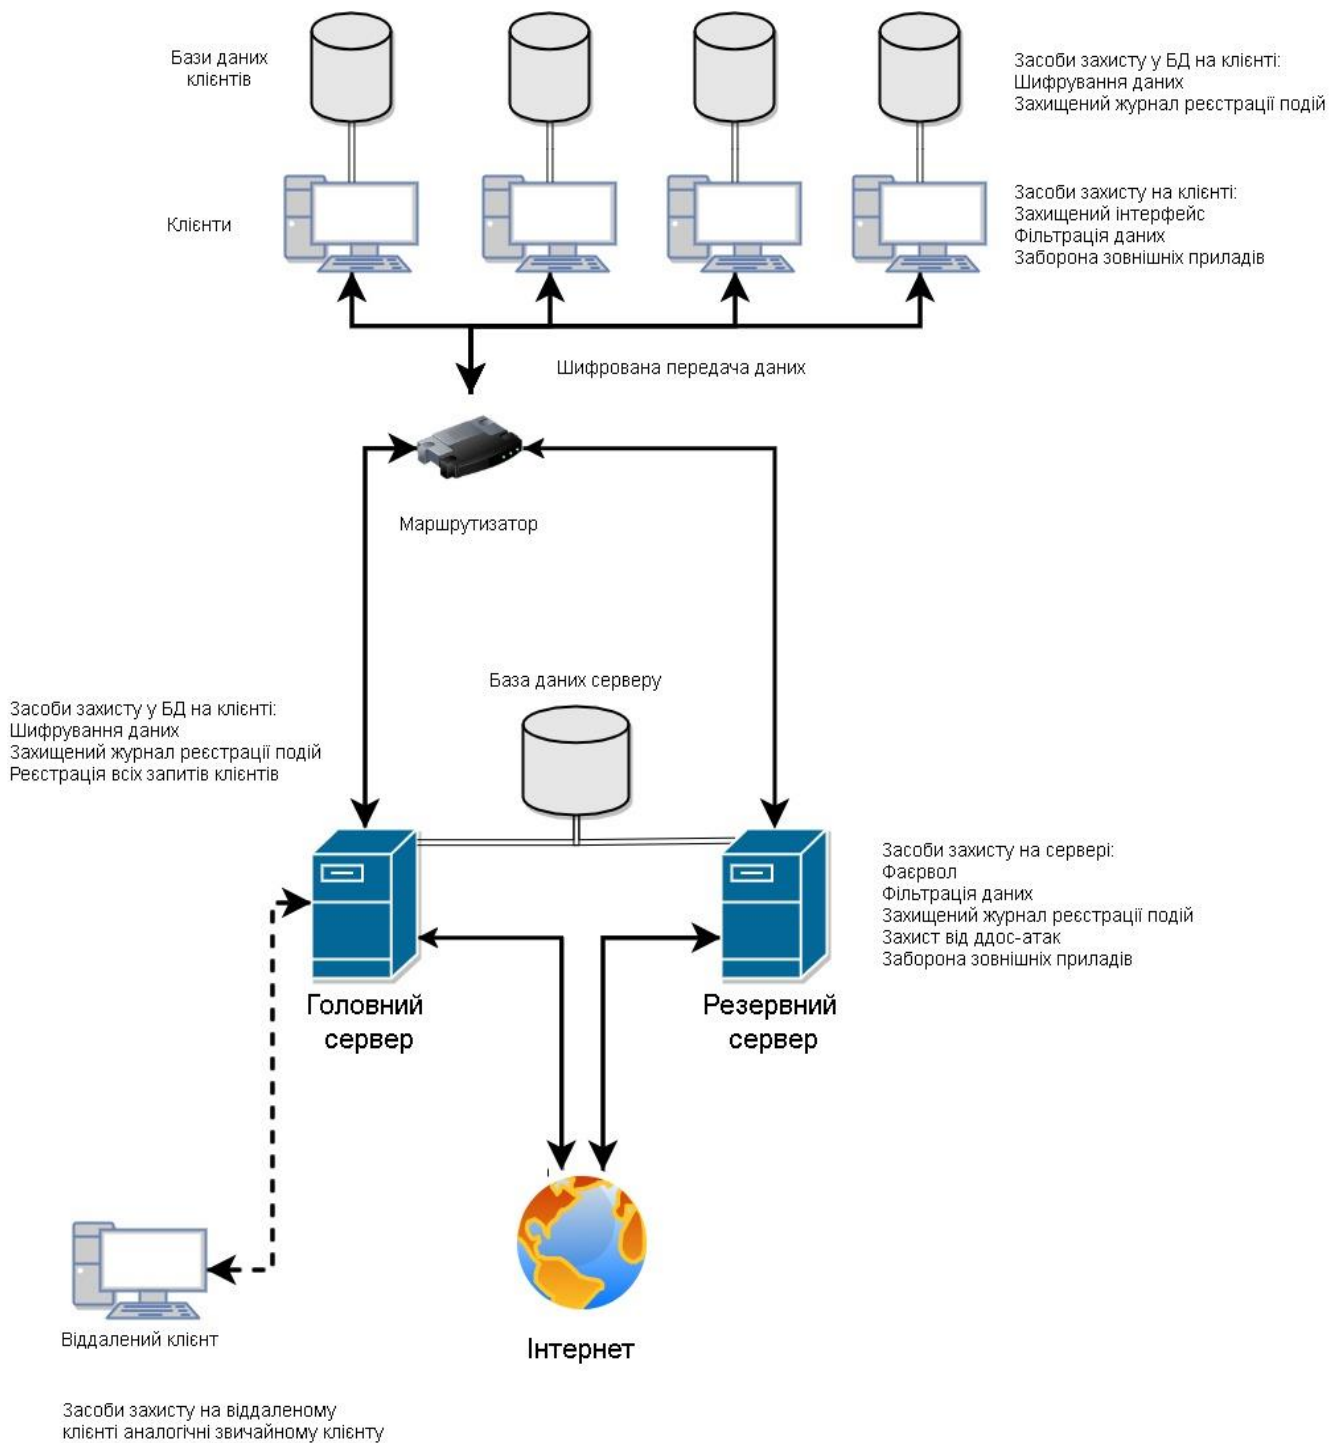 Бази даних
клієнтів
Засоби захисту у БД на клієнті:
Шифрування даних
Захищений журнал реєстрації подій
Клієнти
Засоби захисту на клієнті:
Захищений інтерфейс
Фільтрація даних
Заборона зовнішніх приладів
Шифрована передача даних
Маршрутизатор
База даних серверу
Засоби захисту у БД на клієнті:
Шифрування даних
Захищений журнал реєстрації подій
Реєстрація всіх запитів клієнтів
Засоби захисту на сервері:
Фаєрвол
Фільтрація даних
Захищений журнал реєстрації подій
Захист від ддос-атак
Заборона зовнішніх приладів
Головний
сервер
Резервний
сервер
Віддалений клієнт
Інтернет
Засоби захисту на віддаленому
клієнті аналогічні звичайному клієнту